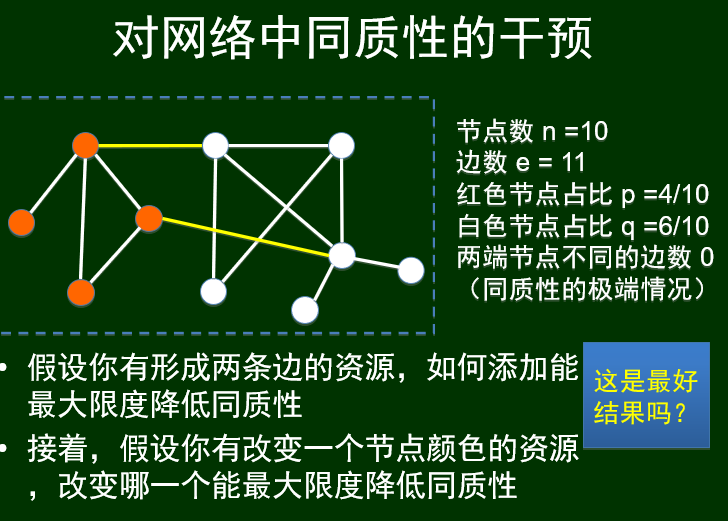 对网络中同质性的干预
节点数 n =10
边数 e = 11
红色节点占比 p =4/10
白色节点占比 q =6/10
两端节点不同的边数 0
（同质性的极端情况）
• 假设你有形成两条边的资源，如何添加能
最大限度降低同质性
• 接着，假设你有改变一个节点颜色的资源
，改变哪一个能最大限度降低同质性
这是最好
结果吗？